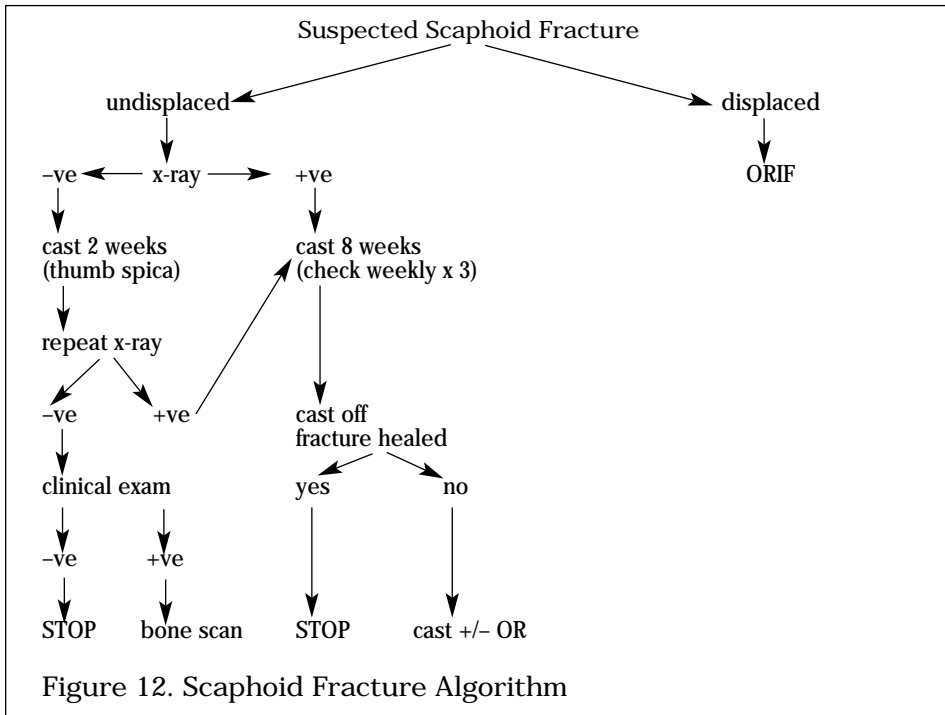 Suspected Scaphoid Fracture
undisplaced displaced
–ve x-ray +ve ORIF
cast 2 weeks cast 8 weeks
(thumb spica) (check weekly x 3)
repeat x-ray
–ve +ve cast off
fracture healed
clinical exam yes no
–ve +ve
STOP bone scan STOP cast +/– OR
Figure 12. Scaphoid Fracture Algorithm